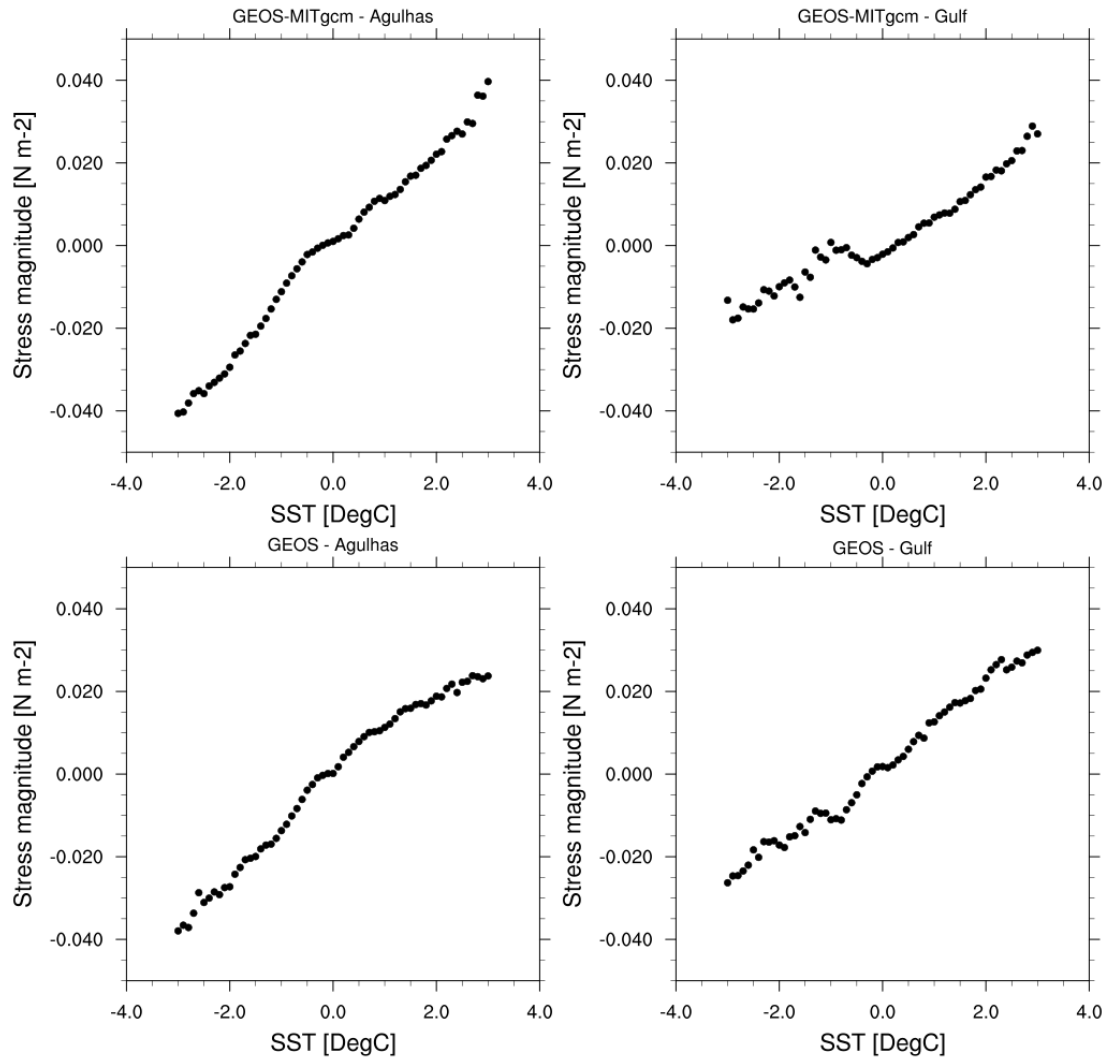 GEOS-MITgcm - Agulhas
Stress magnitude [N m-2]
0.040
0.020
0.000
-0.020
-0.040
-4.0 -2.0 0.0 2.0 4.0
SST [DegC]
GEOS-MITgcm - Gulf
Stress magnitude [N m-2]
0.040
0.020
0.000
-0.020
-0.040
-4.0 -2.0 0.0 2.0 4.0
SST [DegC]
GEOS - Agulhas
Stress magnitude [N m-2]
0.040
0.020
0.000
-0.020
-0.040
-4.0 -2.0 0.0 2.0 4.0
SST [DegC]
GEOS - Gulf
Stress magnitude [N m-2]
0.040
0.020
0.000
-0.020
-0.040
-4.0 -2.0 0.0 2.0 4.0
SST [DegC]